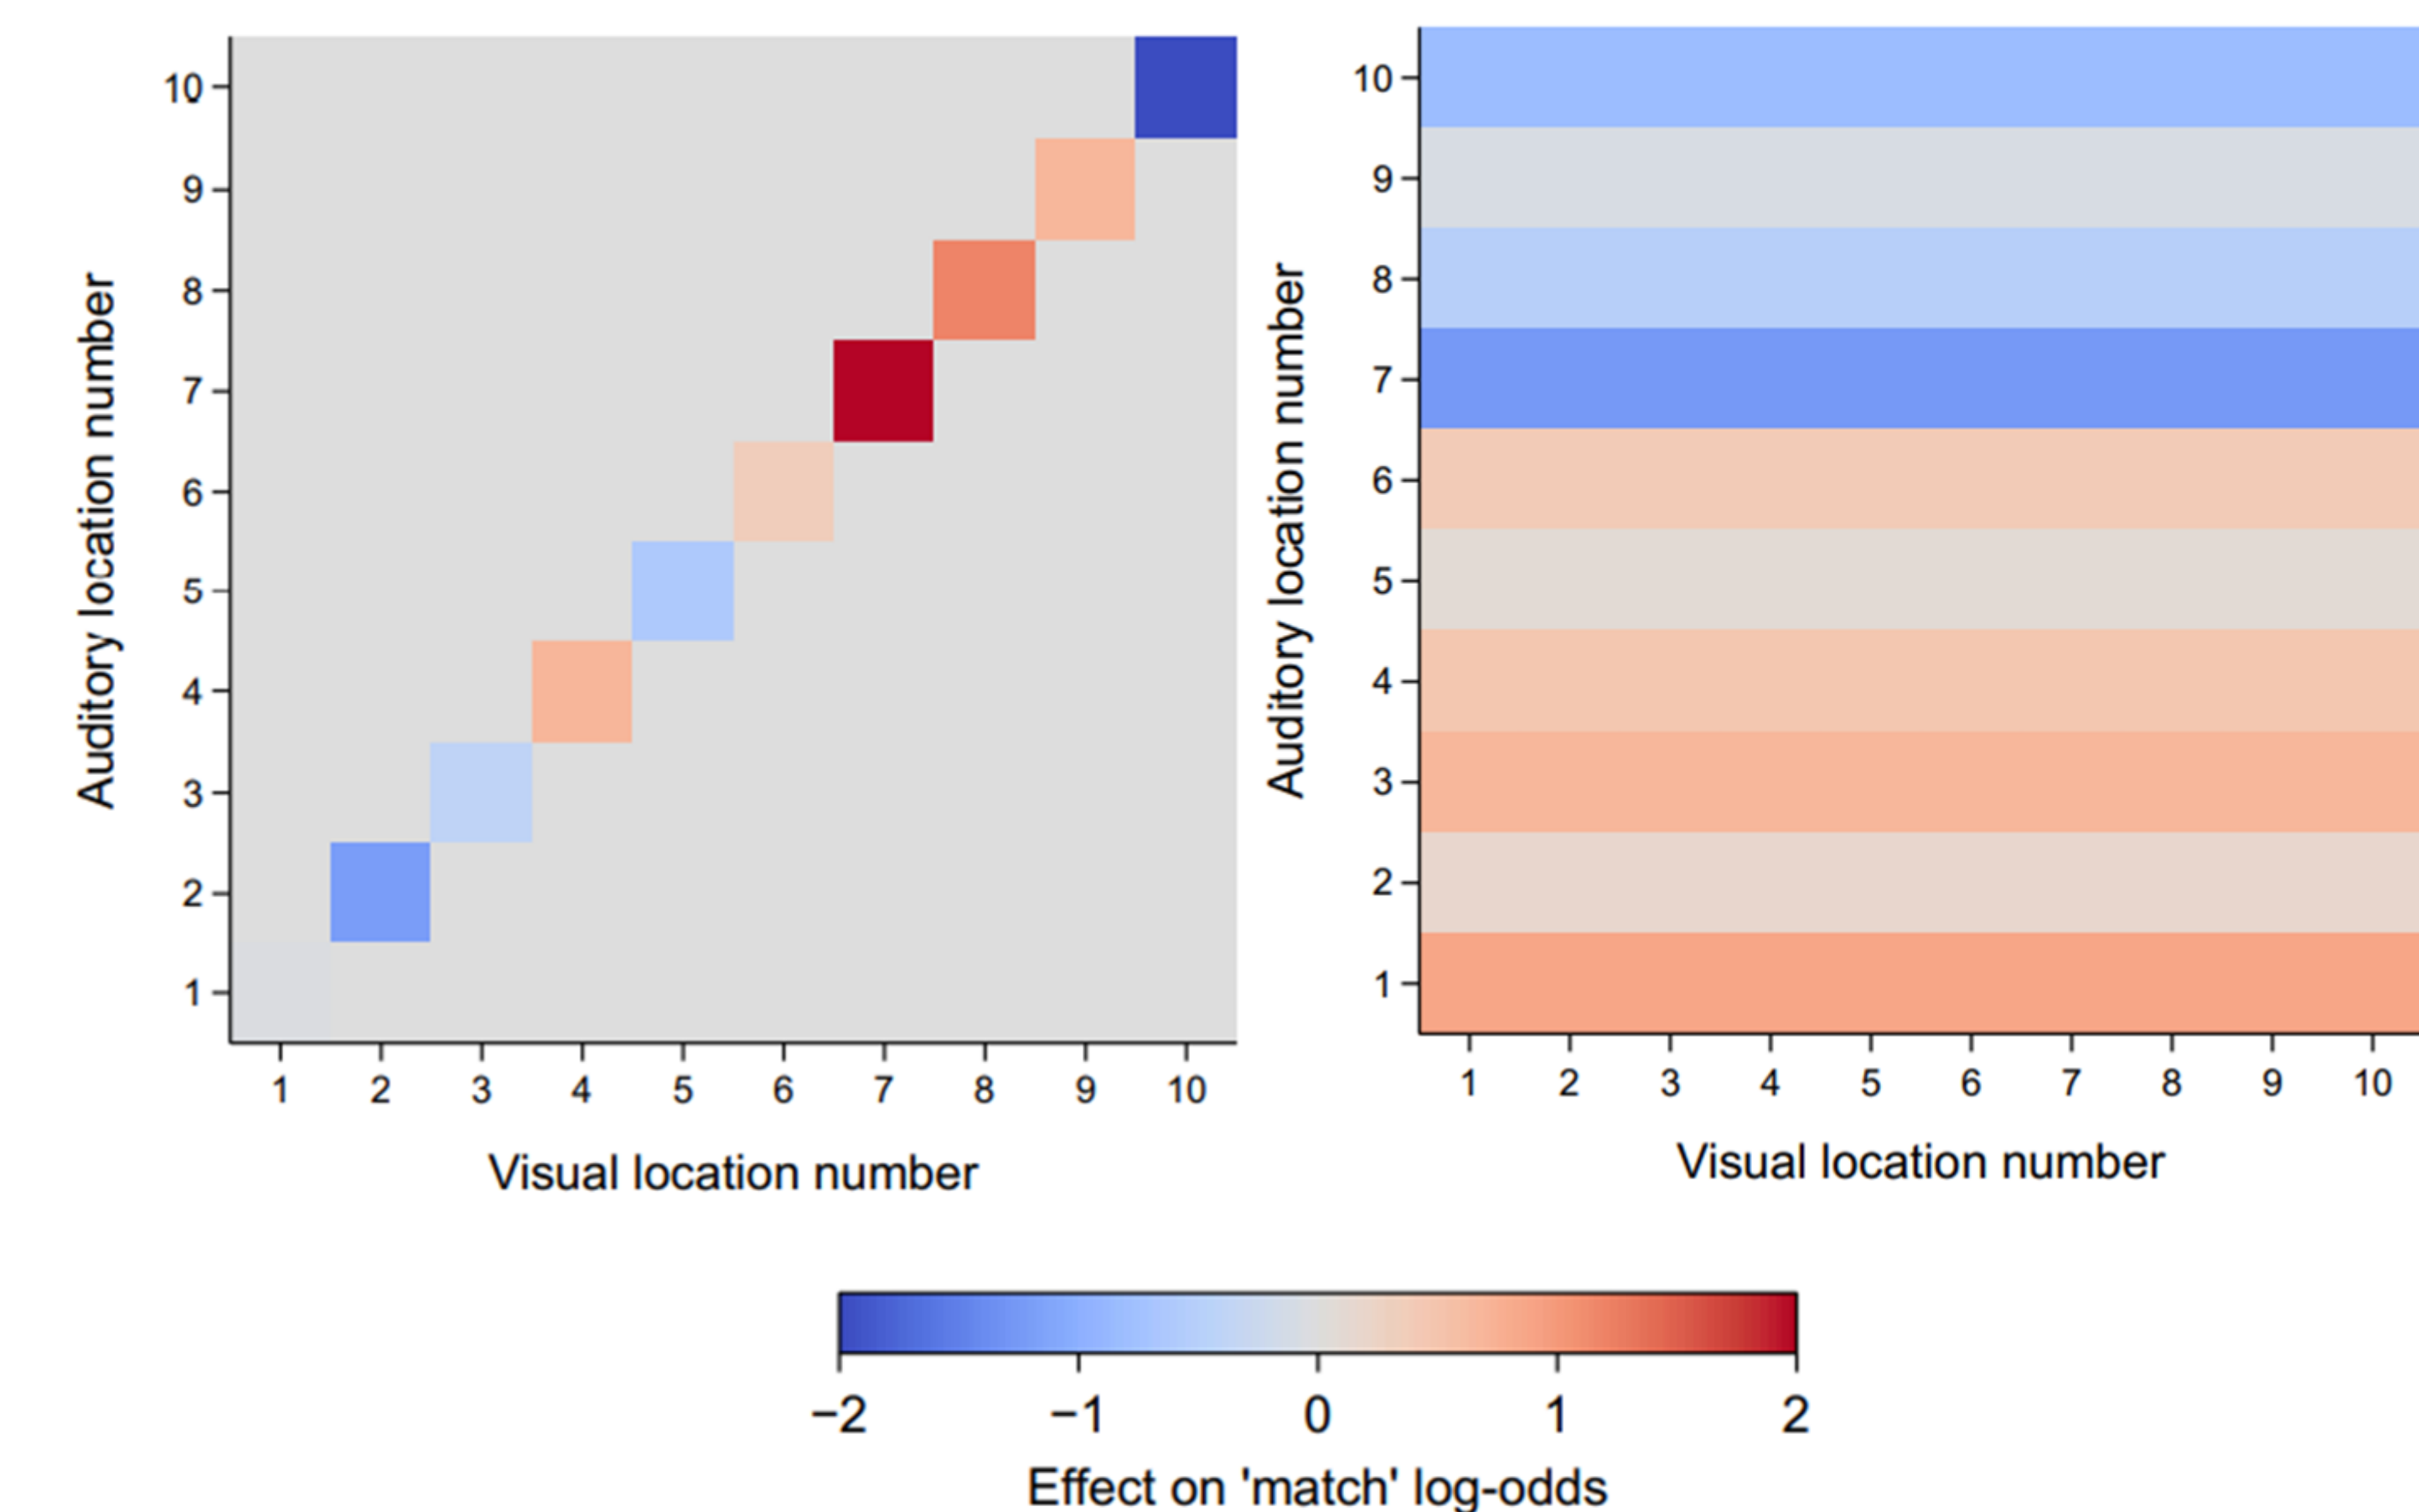 Auditory location number
10
9
8
7
6
5
4
3
2
1
1 2 3 4 5 6 7 8 9 10
Visual location number
Auditory location number
10
9
8
7
6
5
4
3
2
1
1 2 3 4 5 6 7 8 9 10
Visual location number
−2 −1 0 1 2
Effect on 'match' log-odds